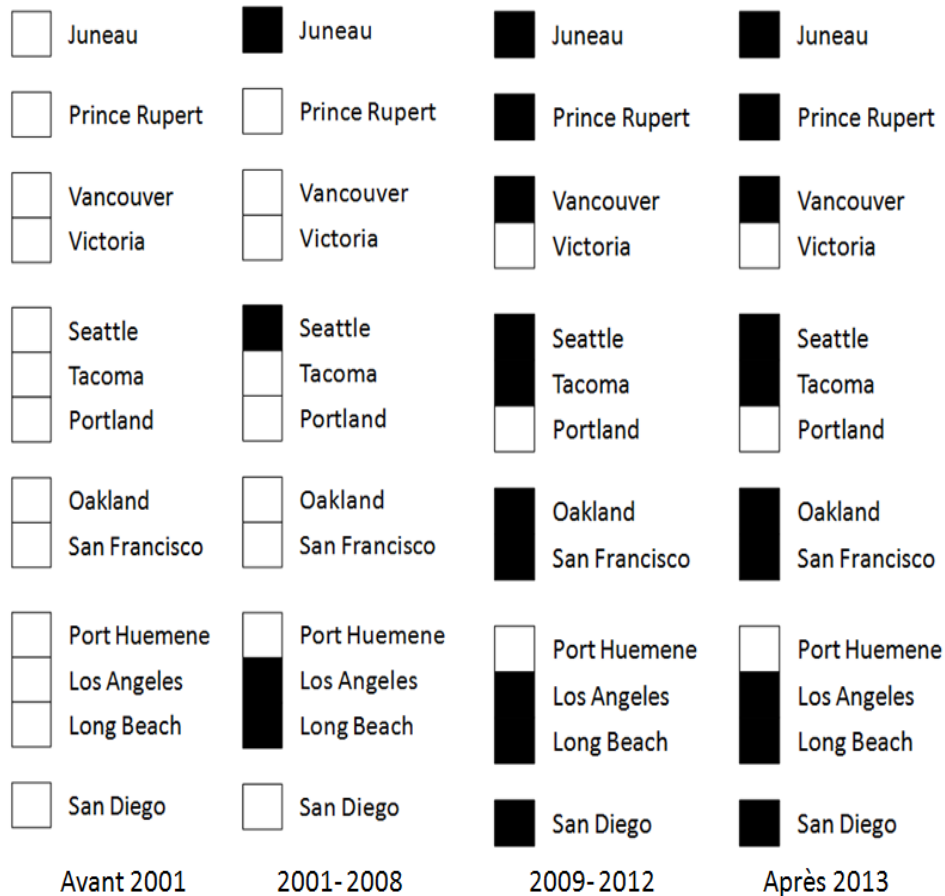 Juneau
Prince Rupert
Vancouver
Victoria
Seattle
Tacoma
Portland
Oakland
San Francisco
Port Huemene
Los Angeles
Long Beach
San Diego
Avant 2001
Juneau
Prince Rupert
Vancouver
Victoria
Seattle
Tacoma
Portland
Oakland
San Francisco
Port Huemene
Los Angeles
Long Beach
San Diego
2001-2008
Juneau
Prince Rupert
Vancouver
Victoria
Seattle
Tacoma
Portland
Oakland
San Francisco
Port Huemene
Los Angeles
Long Beach
San Diego
2009-2012
Juneau
Prince Rupert
Vancouver
Victoria
Seattle
Tacoma
Portland
Oakland
San Francisco
Port Huemene
Los Angeles
Long Beach
San Diego
Après 2013